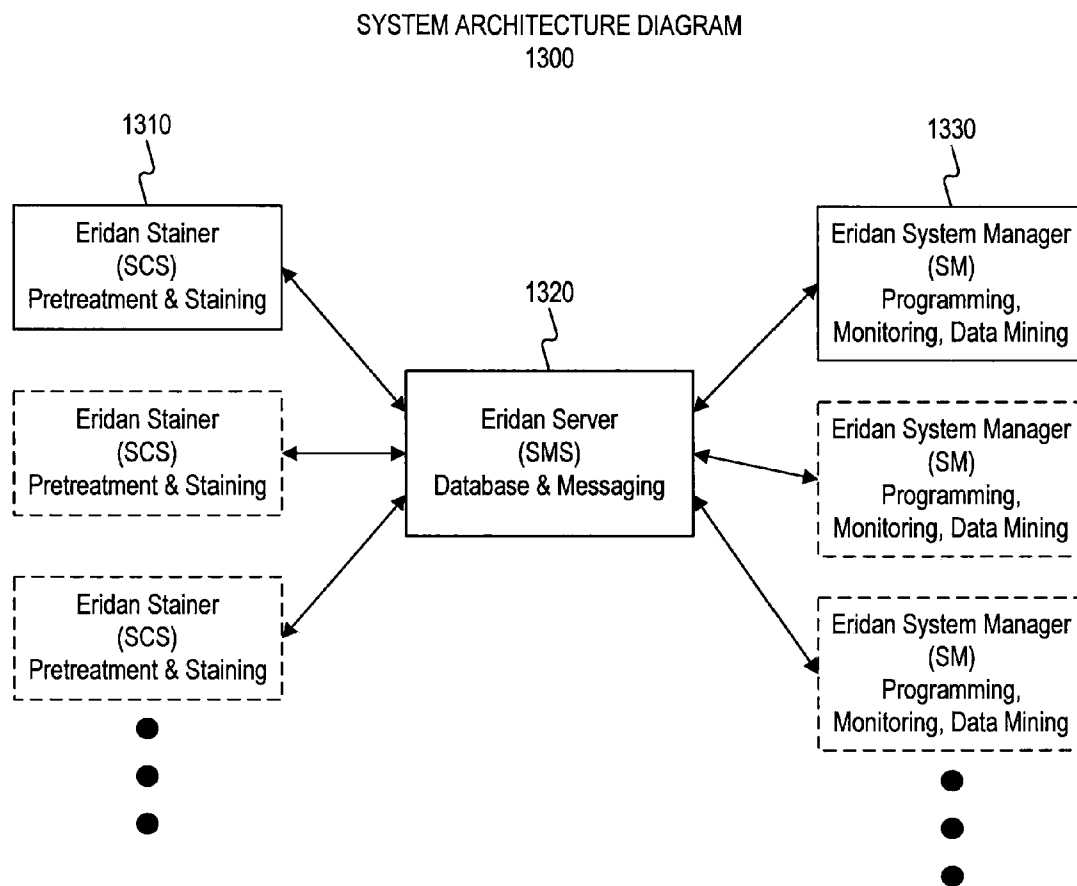 SYSTEM ARCHITECTURE DIAGRAM
1300
1310
Eridan Stainer
(SCS)
Pretreatment & Staining
Eridan Stainer
(SCS)
Pretreatment & Staining
Eridan Stainer
(SCS)
Pretreatment & Staining
1320
Eridan Server
(SMS)
Database & Messaging
1330
Eridan System Manager
(SM)
Programming,
Monitoring, Data Mining
Eridan System Manager
(SM)
Programming,
Monitoring, Data Mining
Eridan System Manager
(SM)
Programming,
Monitoring, Data Mining